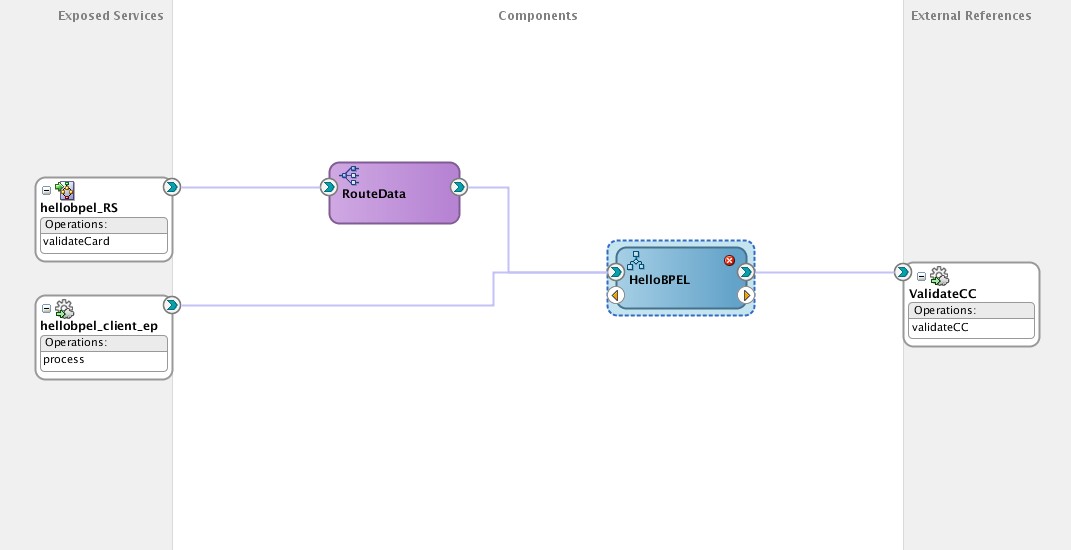 Exposed Services
Components
External References
hellobpel_RS
Operations:
validateCard
RouteData
HelloBPEL
hellobpel_client_ep
Operations:
process
ValidateCC
Operations:
validateCC